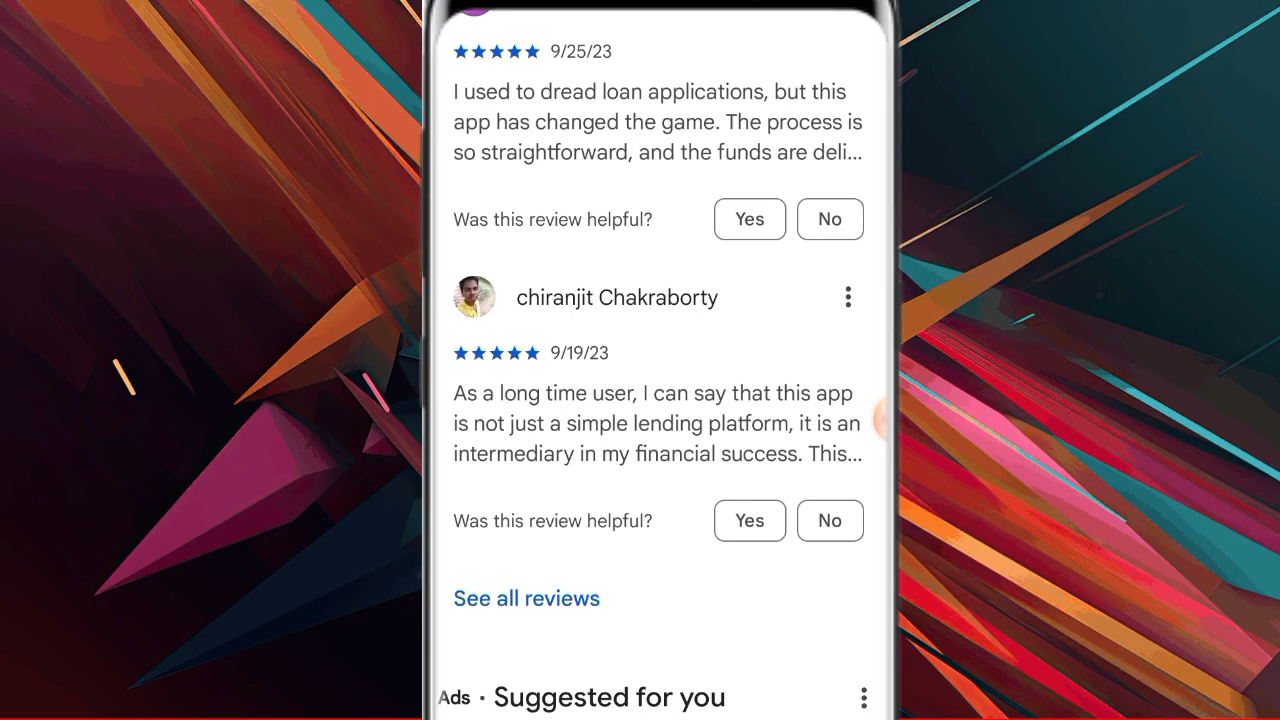 ★★★★★ 9/25/23
I used to dread loan applications, but this
app has changed the game. The process is
so straightforward, and the funds are deli...
Was this review helpful? Yes No
chiranjit Chakraborty
★★★★★ 9/19/23
As a long time user, I can say that this app
is not just a simple lending platform, it is an
intermediary in my financial success. This...
Was this review helpful? Yes No
See all reviews
Ads · Suggested for you